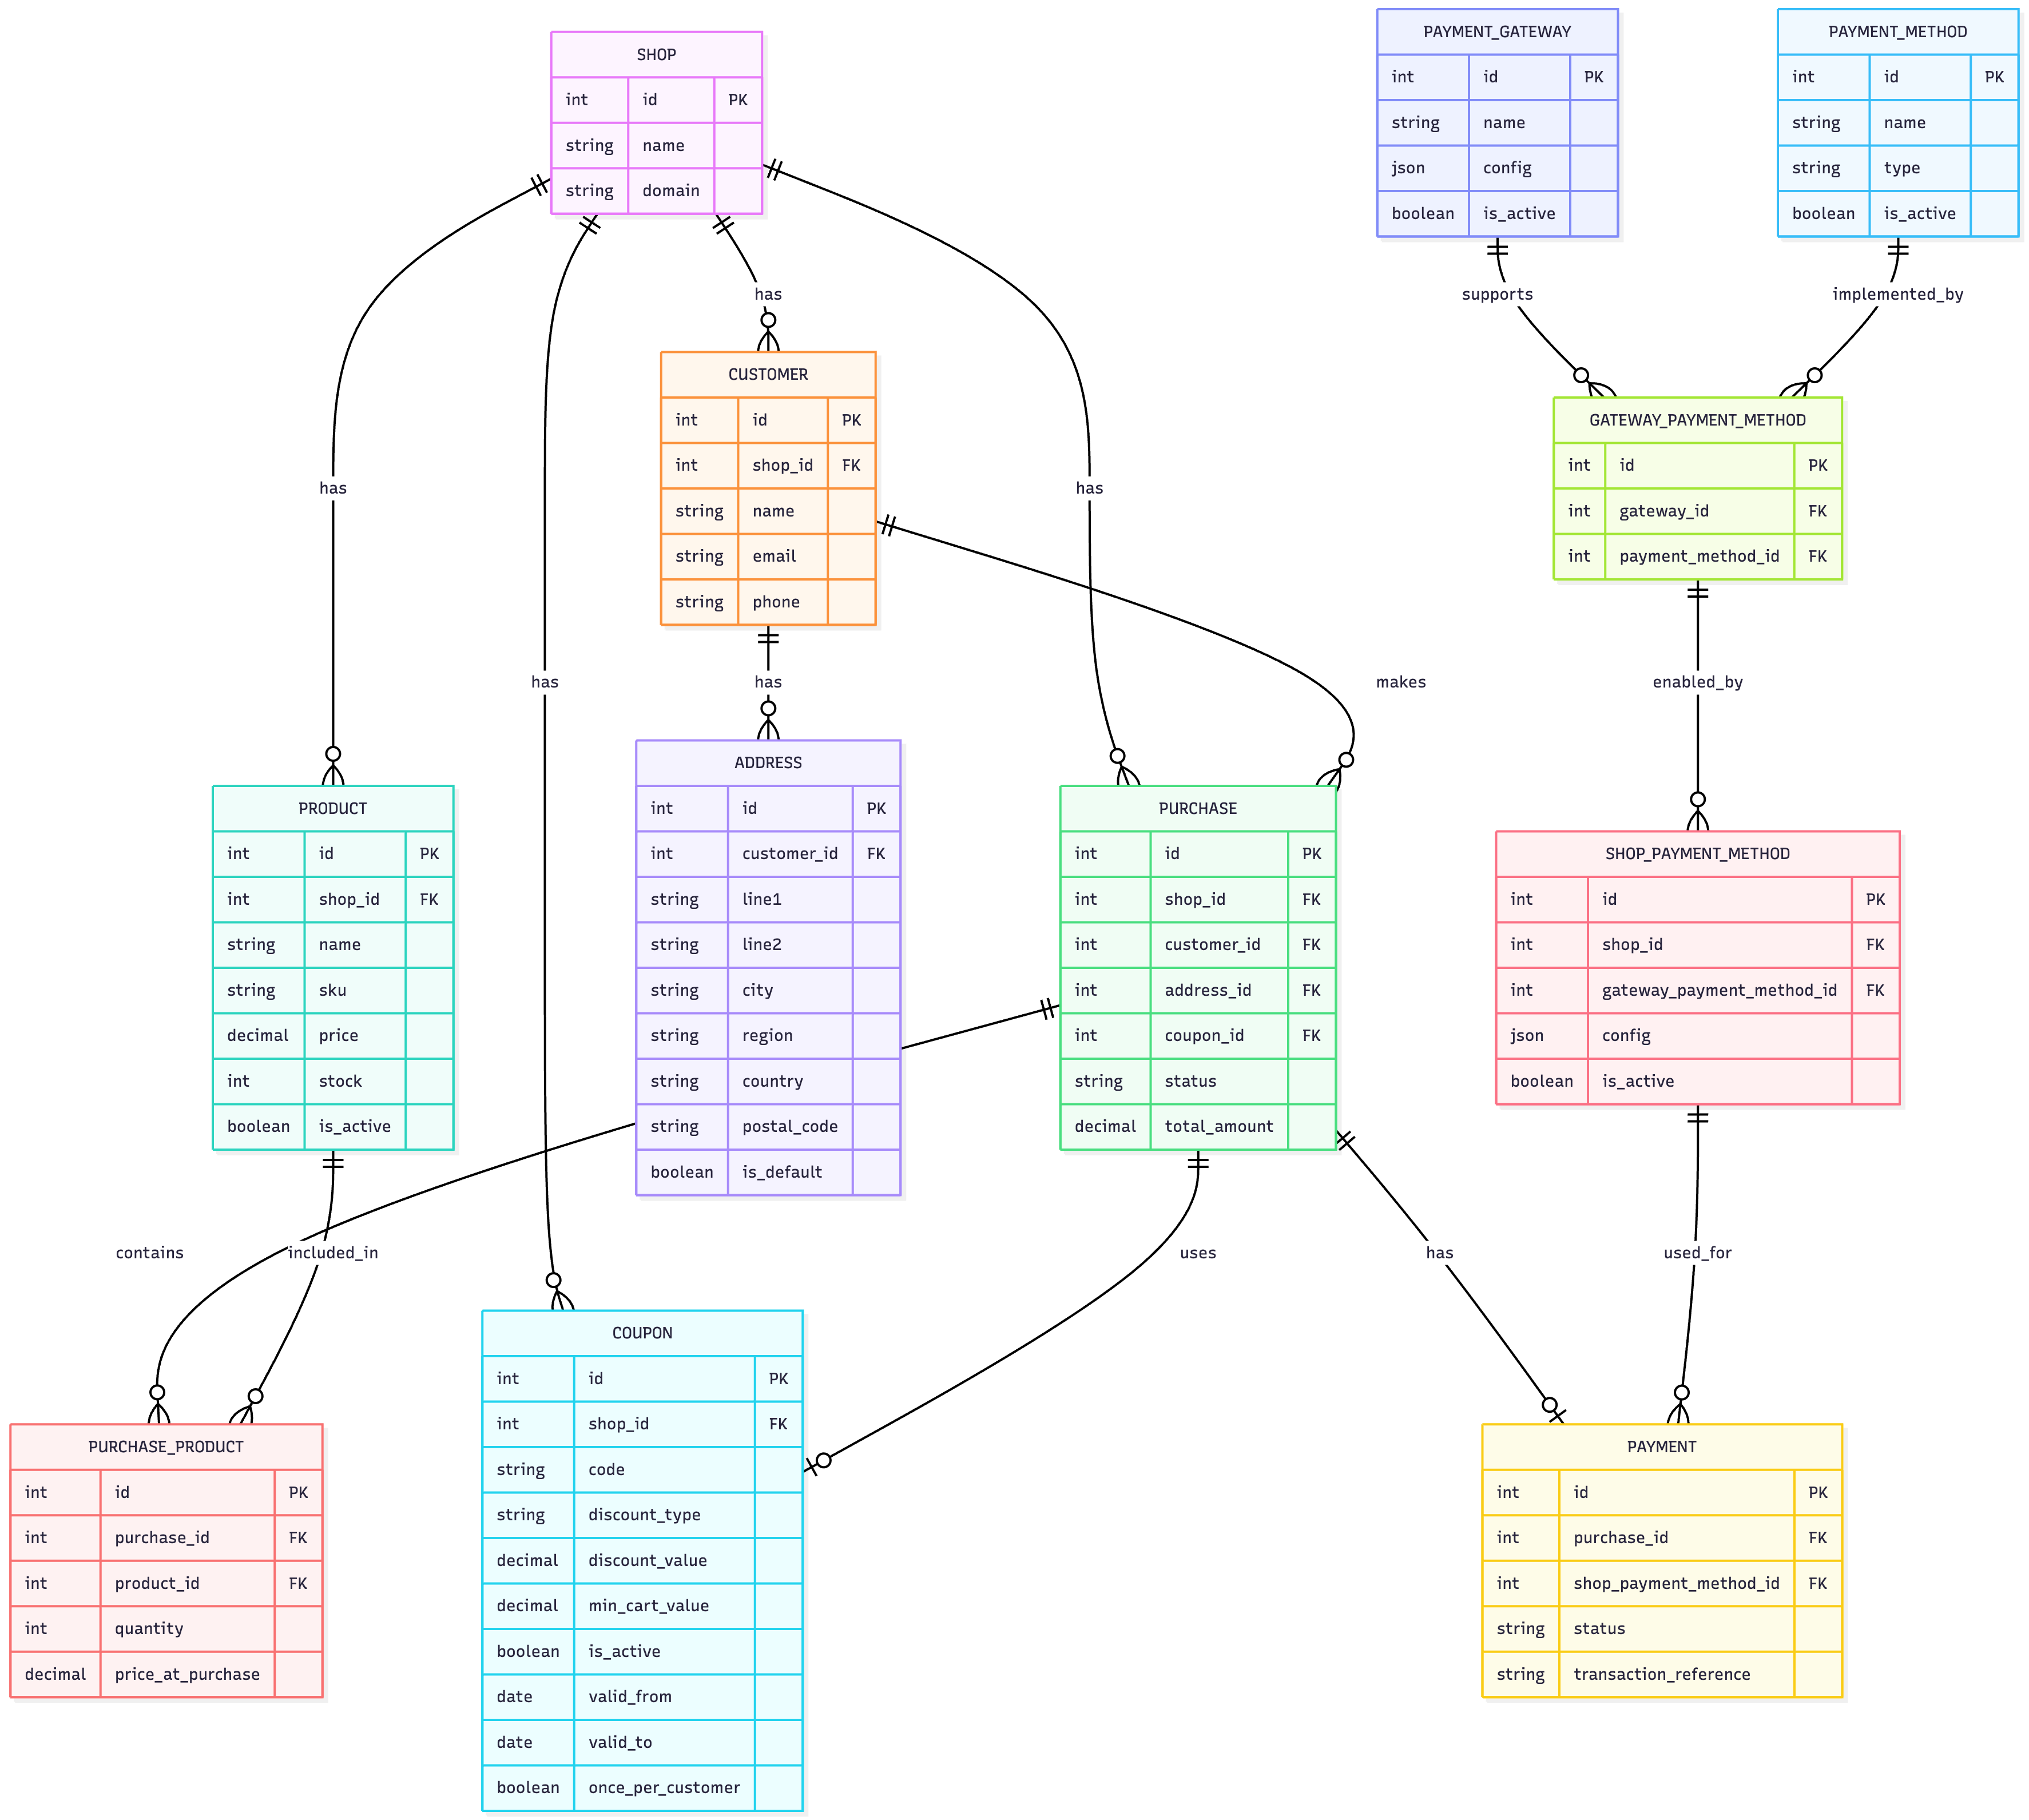 SHOP
int id PK
string name
string domain
PAYMENT_GATEWAY
int id PK
string name
json config
boolean is_active
PAYMENT_METHOD
int id PK
string name
string type
boolean is_active
has
supports
implemented_by
CUSTOMER
int id PK
int shop_id FK
string name
string email
string phone
GATEWAY_PAYMENT_METHOD
int id PK
int gateway_id FK
int payment_method_id FK
has
has
has
has
makes
enabled_by
PRODUCT
int id PK
int shop_id FK
string name
string sku
decimal price
int stock
boolean is_active
ADDRESS
int id PK
int customer_id FK
string line1
string line2
string city
string region
string country
string postal_code
boolean is_default
PURCHASE
int id PK
int shop_id FK
int customer_id FK
int address_id FK
int coupon_id FK
string status
decimal total_amount
SHOP_PAYMENT_METHOD
int id PK
int shop_id FK
int gateway_payment_method_id FK
json config
boolean is_active
contains
included_in
uses
has
used_for
PURCHASE_PRODUCT
int id PK
int purchase_id FK
int product_id FK
int quantity
decimal price_at_purchase
COUPON
int id PK
int shop_id FK
string code
string discount_type
decimal discount_value
decimal min_cart_value
boolean is_active
date valid_from
date valid_to
boolean once_per_customer
PAYMENT
int id PK
int purchase_id FK
int shop_payment_method_id FK
string status
string transaction_reference